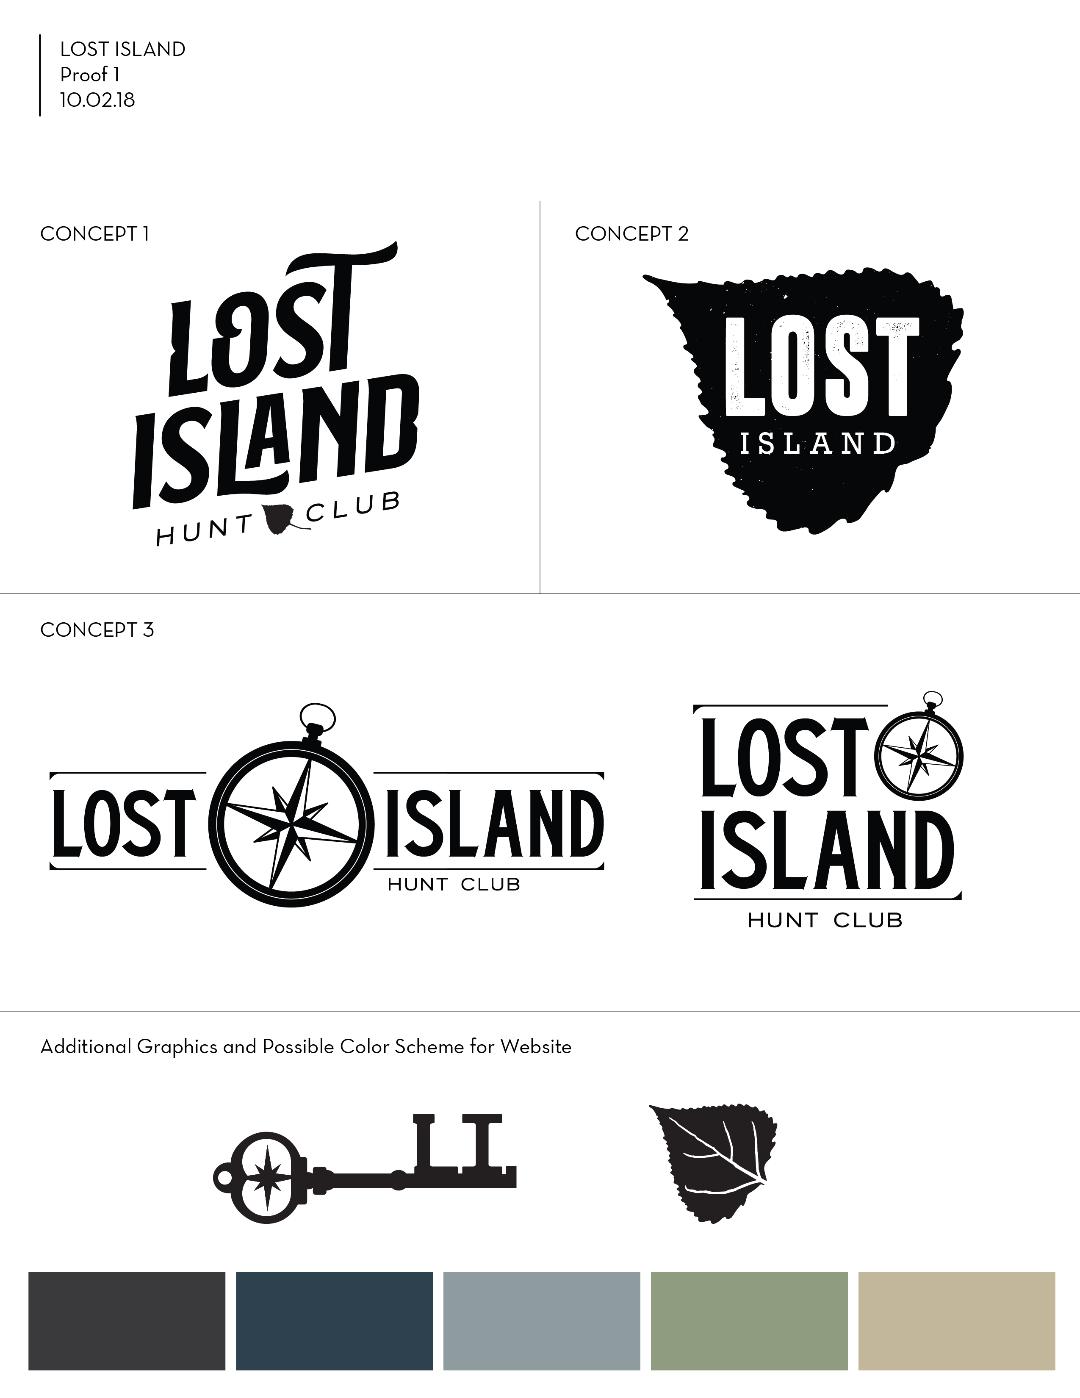 LOST ISLAND
Proof 1
10.02.18
CONCEPT 1
LOST
ISLAND
HUNT CLUB
CONCEPT 2
LOST
ISLAND
CONCEPT 3
LOST ISLAND
HUNT CLUB
LOST
ISLAND
HUNT CLUB
Additional Graphics and Possible Color Scheme for Website
LI